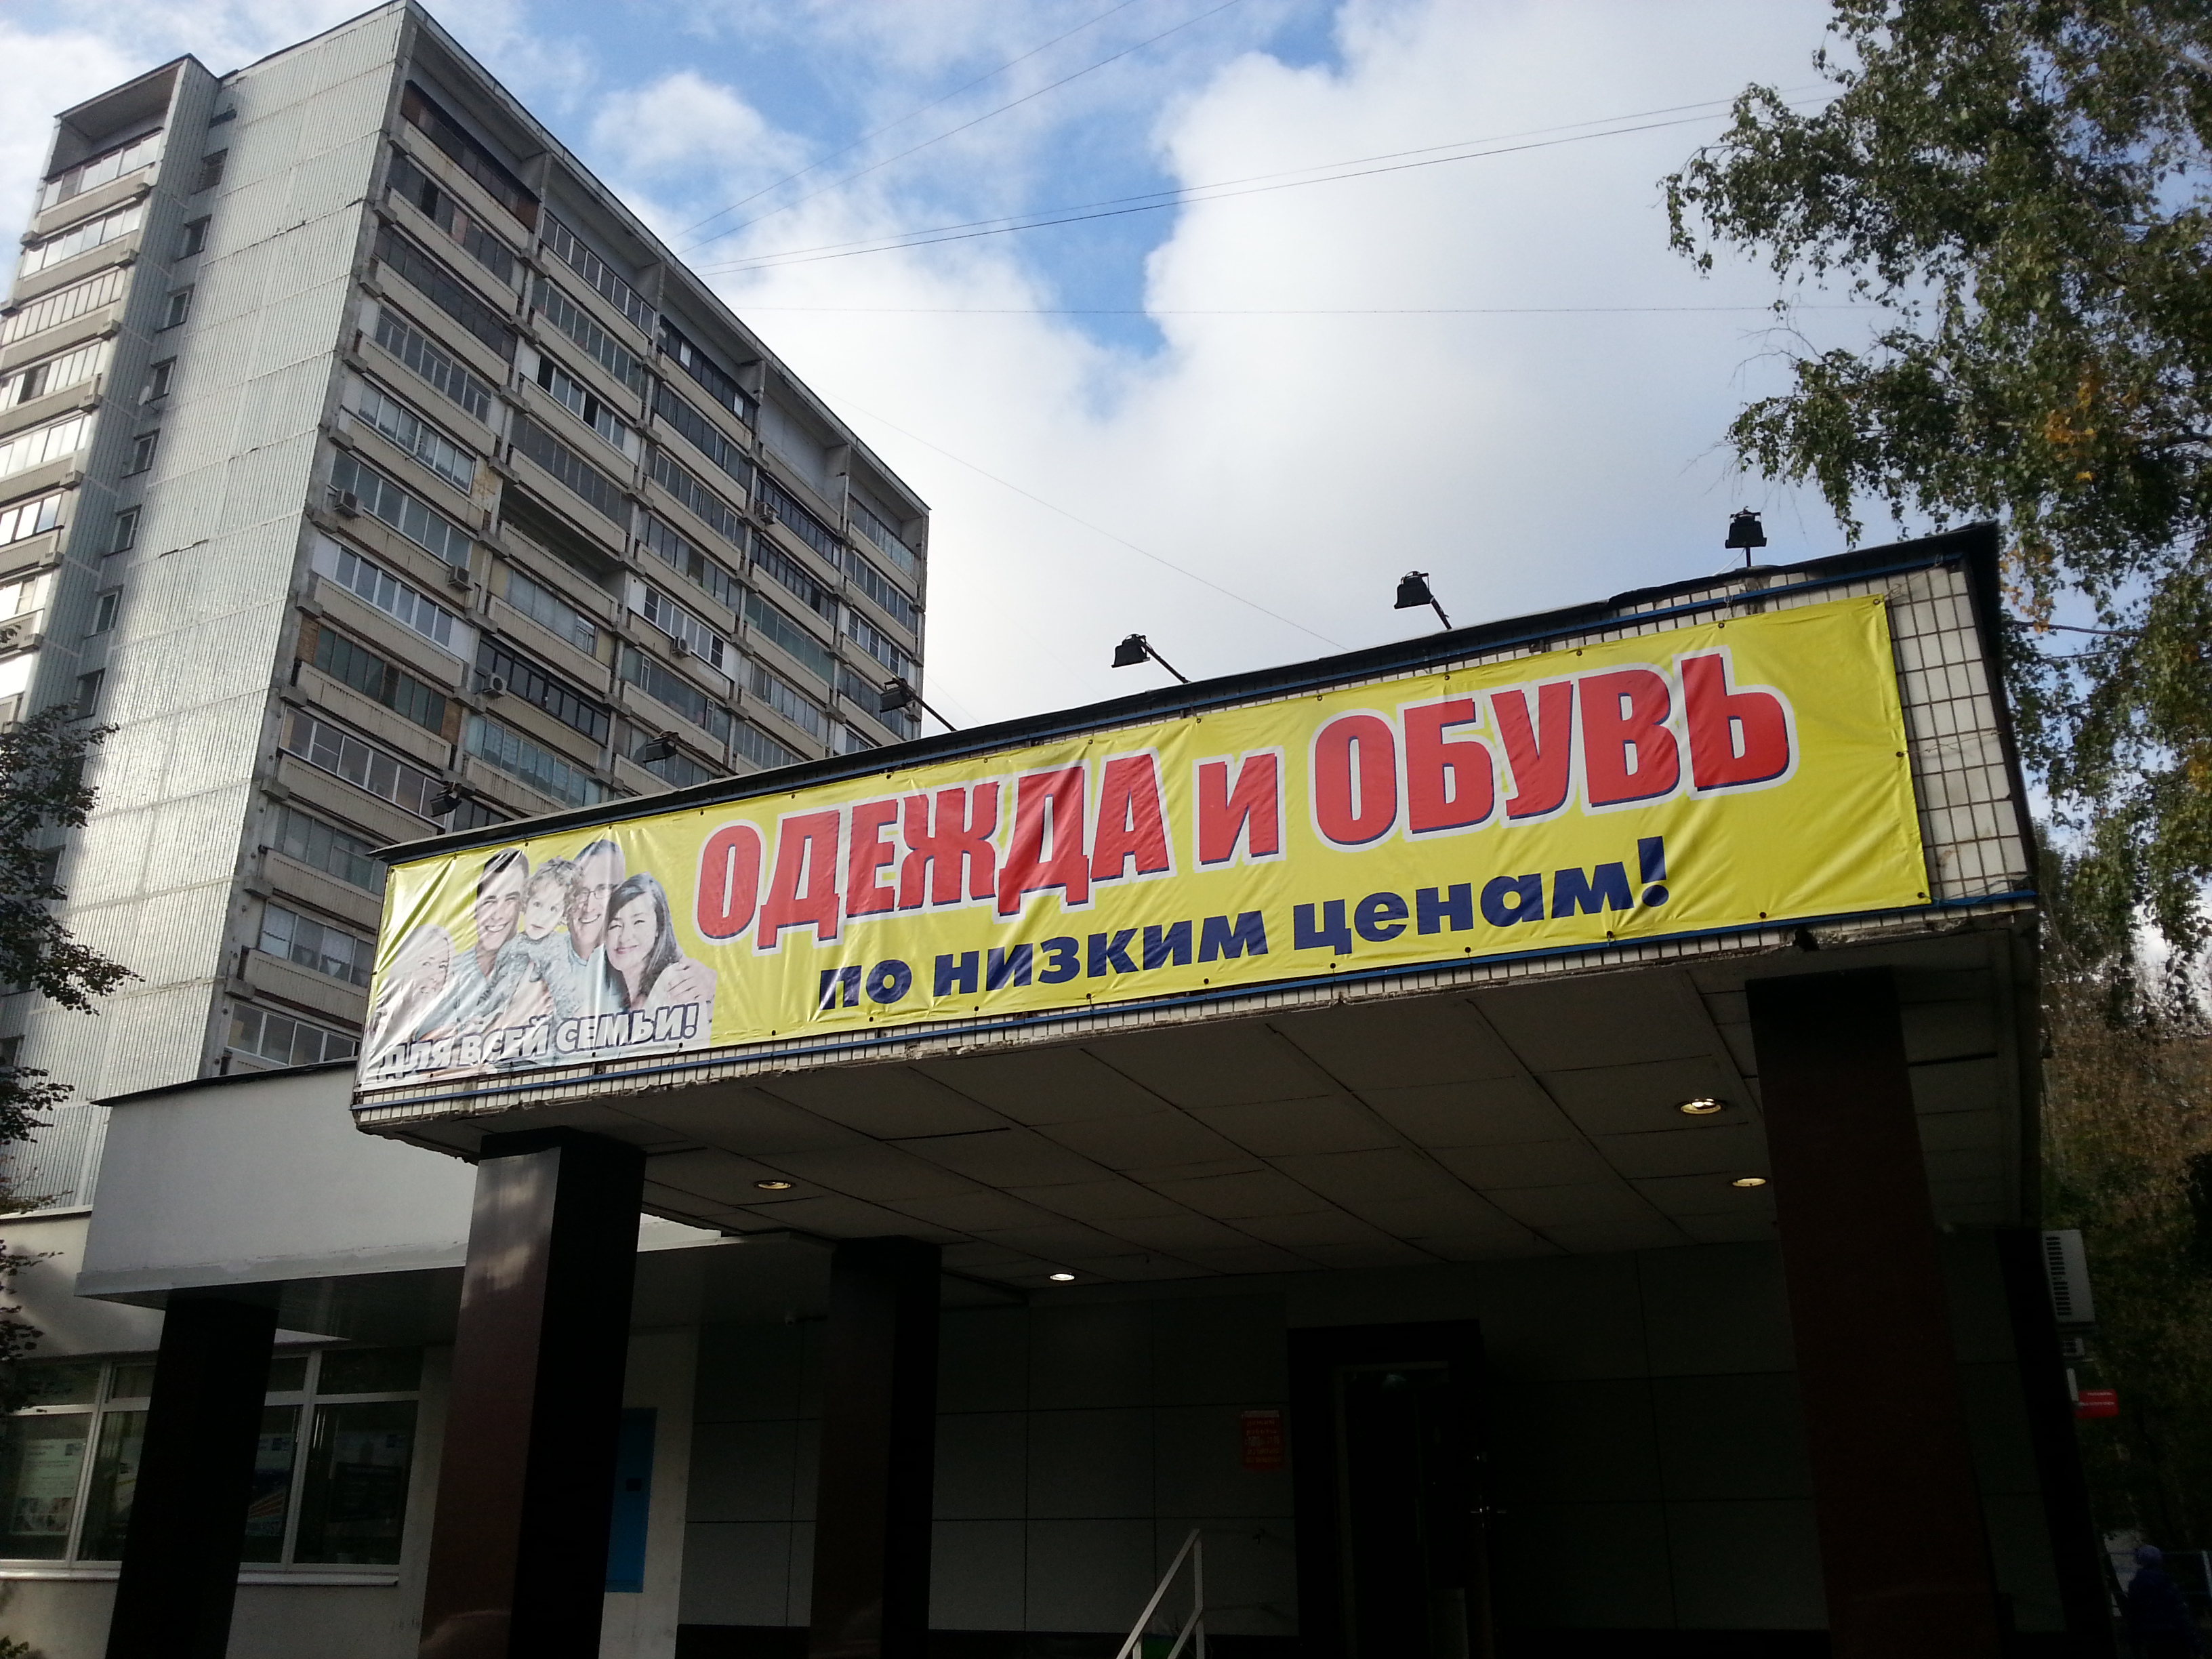 ОДЕЖДА И ОБУВЬ
по низким ценам!
ДЛЯ ВСЕЙ СЕМЬИ!